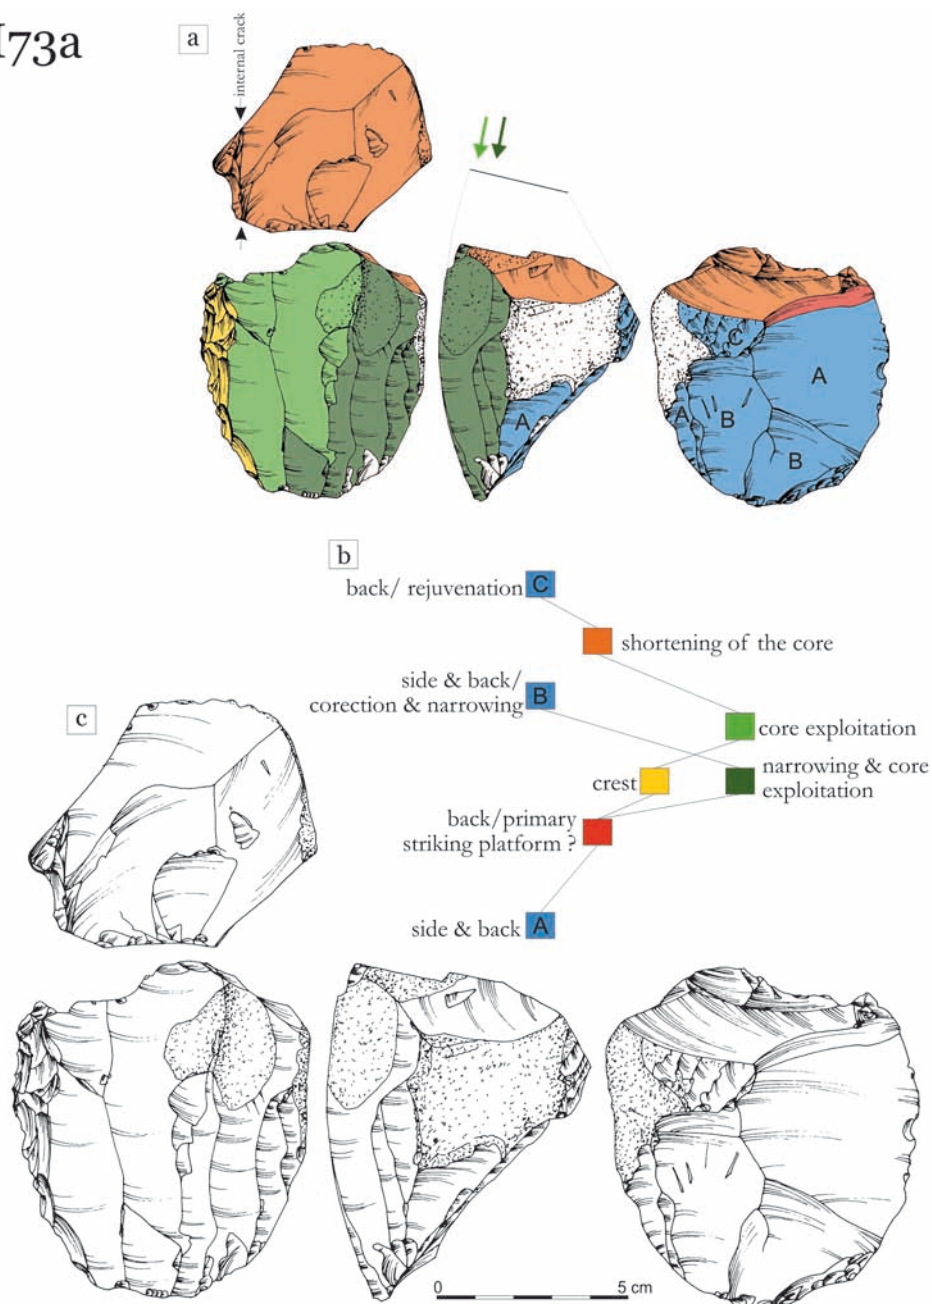 I73a
a
internal crack
C
A
A
B
B
A
b
back/ rejuvenation C
shortening of the core
side & back/
corection & narrowing B
c
core exploitation
crest
narrowing & core
exploitation
back/primary
striking platform ?
side & back A
0 5 cm